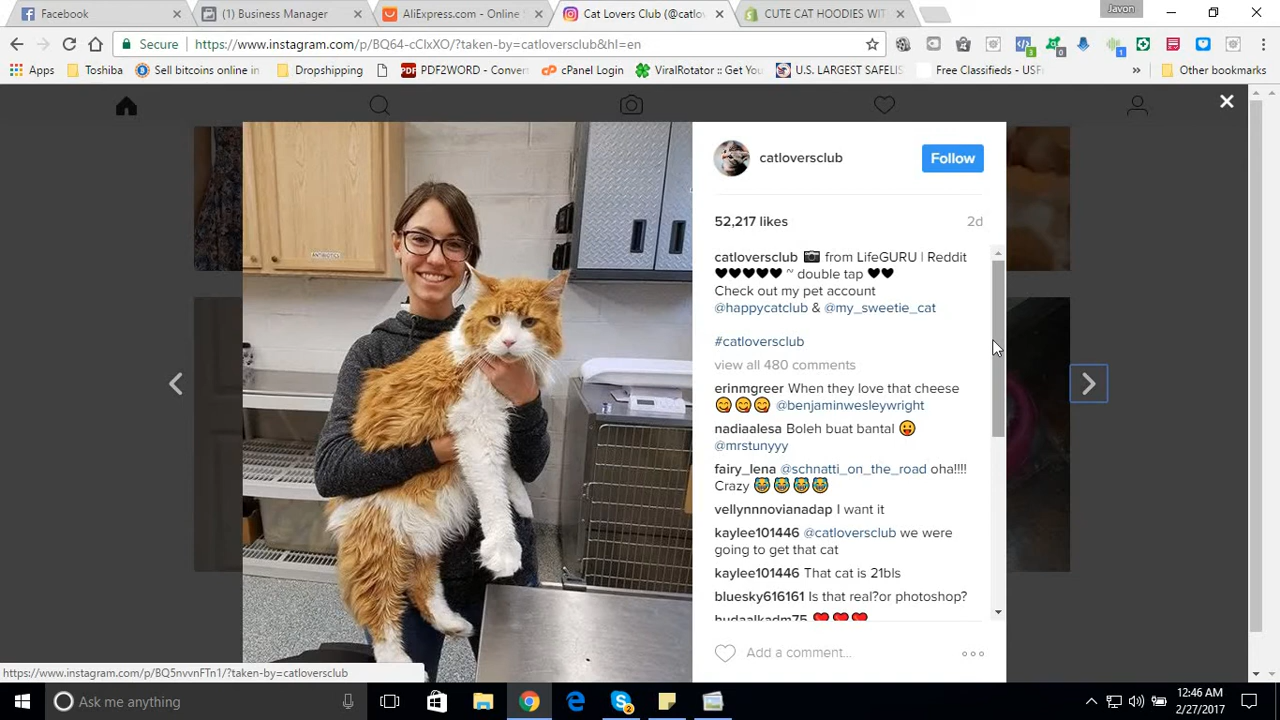 Facebook
(1) Business Manager
AliExpress.com - Online S
Cat Lovers Club (@catlov
CUTE CAT HOODIES WIT
Javon
Secure
https://www.instagram.com/p/BQ64-cClxXO/?taken-by=catloversclub&hl=en
Apps
Toshiba
Sell bitcoins online in
Dropshipping
PDF2WORD - Conver
cPanel Login
ViralRotator :: Get You
U.S. LARGEST SAFELIS
Free Classifieds - USF
Other bookmarks
catloversclub
Follow
52,217 likes
2d
catloversclub 📷 from LifeGURU | Reddit
♥♥♥♥♥ ~ double tap ♥♥
Check out my pet account
@happycatclub & @my_sweetie_cat
#catloversclub
view all 480 comments
erinmgreer When they love that cheese
😋😋😋 @benjaminwesleywright
nadiaalesa Boleh buat bantal 😜
@mrstunyyy
fairy_lena @schnatti_on_the_road oha!!!!
Crazy 😂😂😂😂
vellynnnovianadap I want it
kaylee101446 @catloversclub we were
going to get that cat
kaylee101446 That cat is 21bls
bluesky616161 Is that real?or photoshop?
hudaalkadm75 ❤❤❤
Add a comment...
ANTIBIOTICS
https://www.instagram.com/p/BQ5nvvnFTn1/?taken-by=catloversclub
Ask me anything
12:46 AM
2/27/2017